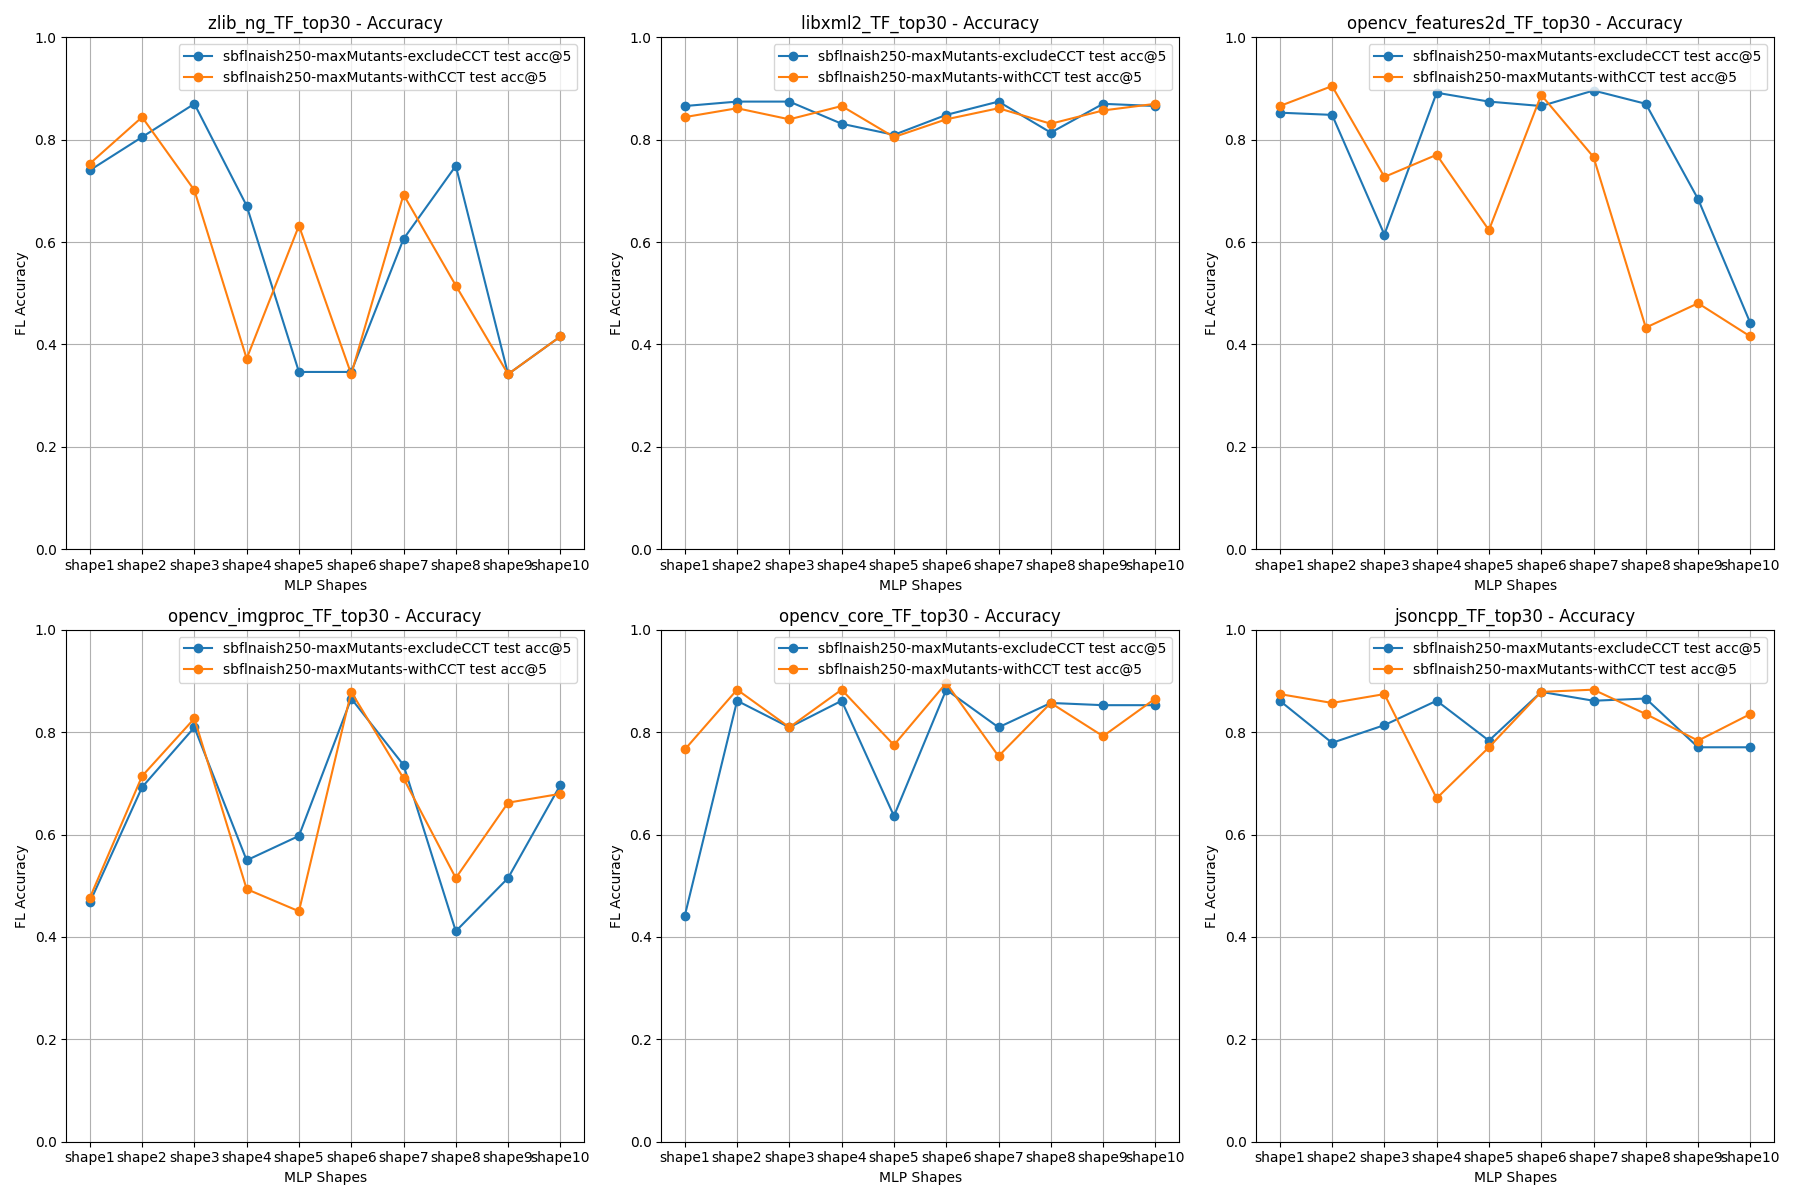 zlib_ng_TF_top30 - Accuracy
sbflnaish250-maxMutants-excludeCCT test acc@5
sbflnaish250-maxMutants-withCCT test acc@5
FL Accuracy
1.0
0.8
0.6
0.4
0.2
0.0
shape1 shape2 shape3 shape4 shape5 shape6 shape7 shape8 shape9 shape10
MLP Shapes
libxml2_TF_top30 - Accuracy
sbflnaish250-maxMutants-excludeCCT test acc@5
sbflnaish250-maxMutants-withCCT test acc@5
FL Accuracy
1.0
0.8
0.6
0.4
0.2
0.0
shape1 shape2 shape3 shape4 shape5 shape6 shape7 shape8 shape9 shape10
MLP Shapes
opencv_features2d_TF_top30 - Accuracy
sbflnaish250-maxMutants-excludeCCT test acc@5
sbflnaish250-maxMutants-withCCT test acc@5
FL Accuracy
1.0
0.8
0.6
0.4
0.2
0.0
shape1 shape2 shape3 shape4 shape5 shape6 shape7 shape8 shape9 shape10
MLP Shapes
opencv_imgproc_TF_top30 - Accuracy
sbflnaish250-maxMutants-excludeCCT test acc@5
sbflnaish250-maxMutants-withCCT test acc@5
FL Accuracy
1.0
0.8
0.6
0.4
0.2
0.0
shape1 shape2 shape3 shape4 shape5 shape6 shape7 shape8 shape9 shape10
MLP Shapes
opencv_core_TF_top30 - Accuracy
sbflnaish250-maxMutants-excludeCCT test acc@5
sbflnaish250-maxMutants-withCCT test acc@5
FL Accuracy
1.0
0.8
0.6
0.4
0.2
0.0
shape1 shape2 shape3 shape4 shape5 shape6 shape7 shape8 shape9 shape10
MLP Shapes
jsoncpp_TF_top30 - Accuracy
sbflnaish250-maxMutants-excludeCCT test acc@5
sbflnaish250-maxMutants-withCCT test acc@5
FL Accuracy
1.0
0.8
0.6
0.4
0.2
0.0
shape1 shape2 shape3 shape4 shape5 shape6 shape7 shape8 shape9 shape10
MLP Shapes